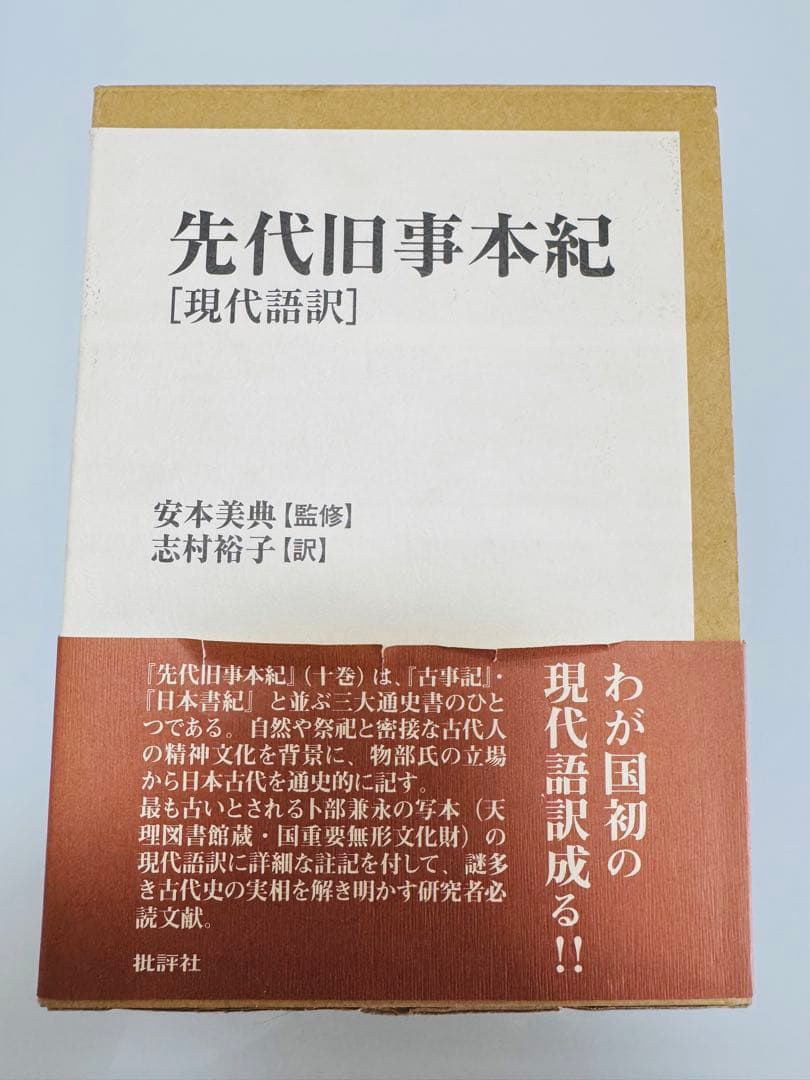 先代旧事本紀
［現代語訳］
安本美典【監修】
志村裕子【訳】
わが国初の
現代語訳成る!!
『先代旧事本紀』（十巻）は、『古事記』・
『日本書紀』と並ぶ三大通史書のひと
つである。自然や祭祀と密接な古代人
の精神文化を背景に、物部氏の立場
から日本古代を通史的に記す。
最も古いとされる卜部兼永の写本（天
理図書館蔵・国重要無形文化財）の
現代語訳に詳細な註記を付して、謎多
き古代史の実相を解き明かす研究者必
読文献。
批評社